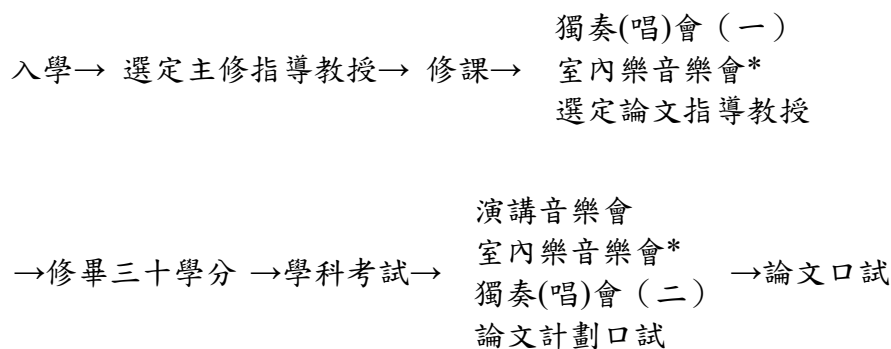 入學→ 選定主修指導教授→ 修課→
獨奏(唱)會（一）
室內樂音樂會*
選定論文指導教授
→修畢三十學分 →學科考試→
演講音樂會
室內樂音樂會*
獨奏(唱)會（二）
論文計劃口試
→論文口試